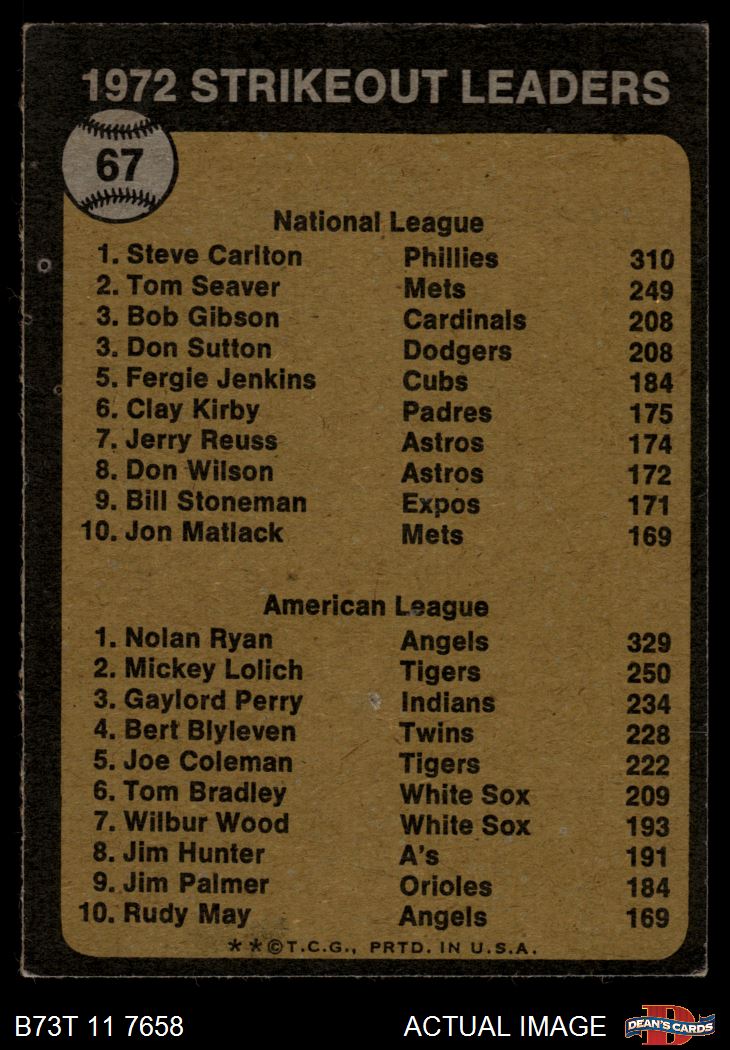 1972 STRIKEOUT LEADERS
67
National League
1. Steve Carlton Phillies 310
2. Tom Seaver Mets 249
3. Bob Gibson Cardinals 208
3. Don Sutton Dodgers 208
5. Fergie Jenkins Cubs 184
6. Clay Kirby Padres 175
7. Jerry Reuss Astros 174
8. Don Wilson Astros 172
9. Bill Stoneman Expos 171
10. Jon Matlack Mets 169
American League
1. Nolan Ryan Angels 329
2. Mickey Lolich Tigers 250
3. Gaylord Perry Indians 234
4. Bert Blyleven Twins 228
5. Joe Coleman Tigers 222
6. Tom Bradley White Sox 209
7. Wilbur Wood White Sox 193
8. Jim Hunter A's 191
9. Jim Palmer Orioles 184
10. Rudy May Angels 169
**©T.C.G., PRTD. IN U.S.A.
B73T 11 7658 ACTUAL IMAGE D DEAN'S CARDS